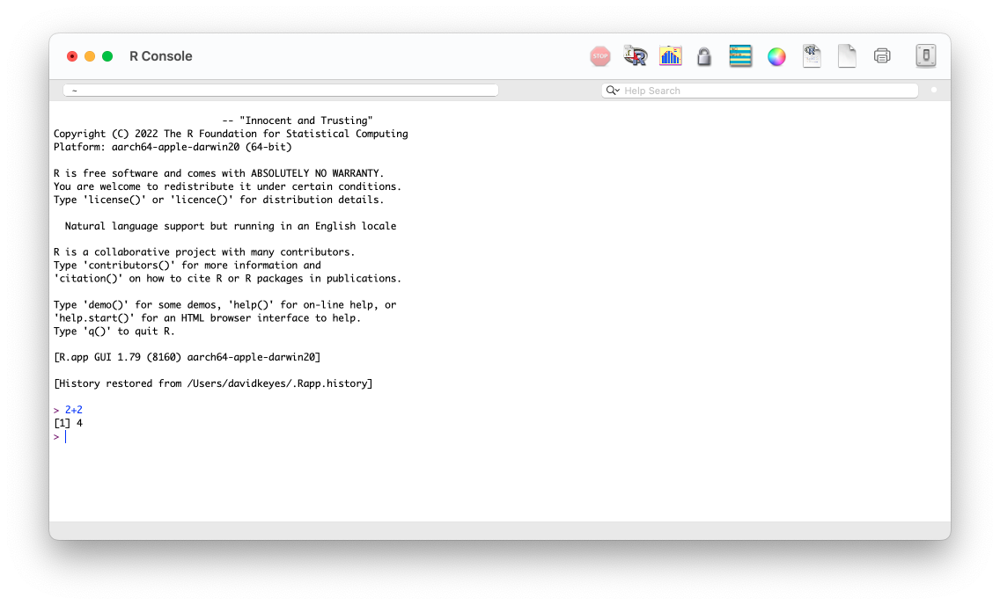 R Console
STOP
~
Help Search
-- "Innocent and Trusting"
Copyright (C) 2022 The R Foundation for Statistical Computing
Platform: aarch64-apple-darwin20 (64-bit)
R is free software and comes with ABSOLUTELY NO WARRANTY.
You are welcome to redistribute it under certain conditions.
Type 'license()' or 'licence()' for distribution details.
Natural language support but running in an English locale
R is a collaborative project with many contributors.
Type 'contributors()' for more information and
'citation()' on how to cite R or R packages in publications.
Type 'demo()' for some demos, 'help()' for on-line help, or
'help.start()' for an HTML browser interface to help.
Type 'q()' to quit R.
[R.app GUI 1.79 (8160) aarch64-apple-darwin20]
[History restored from /Users/davidkeyes/.Rapp.history]
> 2+2
[1] 4
>